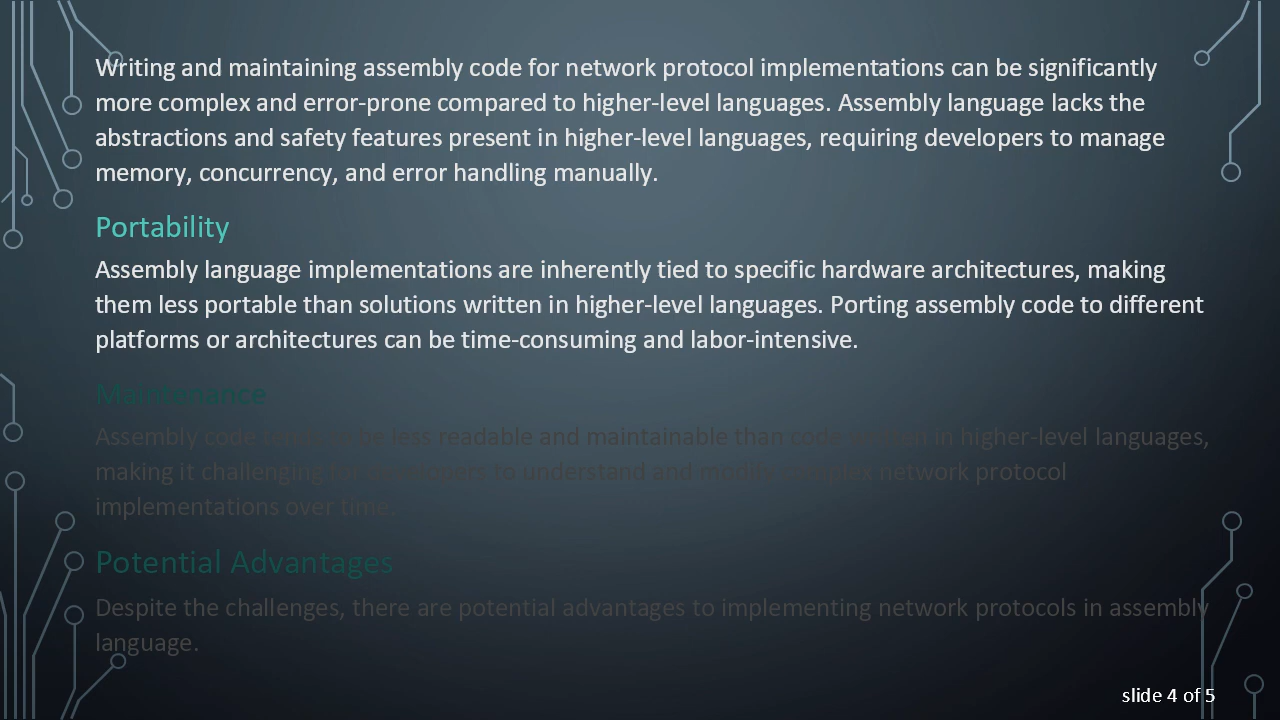 Writing and maintaining assembly code for network protocol implementations can be significantly
more complex and error-prone compared to higher-level languages. Assembly language lacks the
abstractions and safety features present in higher-level languages, requiring developers to manage
memory, concurrency, and error handling manually.
Portability
Assembly language implementations are inherently tied to specific hardware architectures, making
them less portable than solutions written in higher-level languages. Porting assembly code to different
platforms or architectures can be time-consuming and labor-intensive.
Maintenance
Assembly code tends to be less readable and maintainable than code written in higher-level languages,
making it challenging for developers to understand and modify complex network protocol
implementations over time.
Potential Advantages
Despite the challenges, there are potential advantages to implementing network protocols in assembly
language.
slide 4 of 5